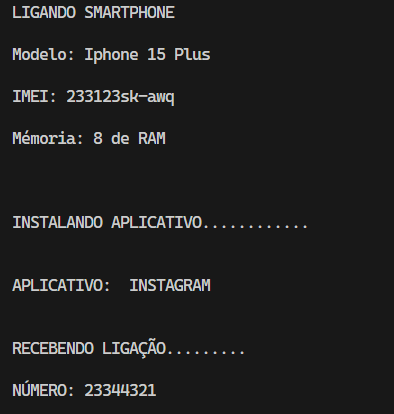 LIGANDO SMARTPHONE
Modelo: Iphone 15 Plus
IMEI: 233123sk-awq
Mémoria: 8 de RAM
INSTALANDO APLICATIVO............
APLICATIVO:  INSTAGRAM
RECEBENDO LIGAÇÃO.........
NÚMERO: 23344321